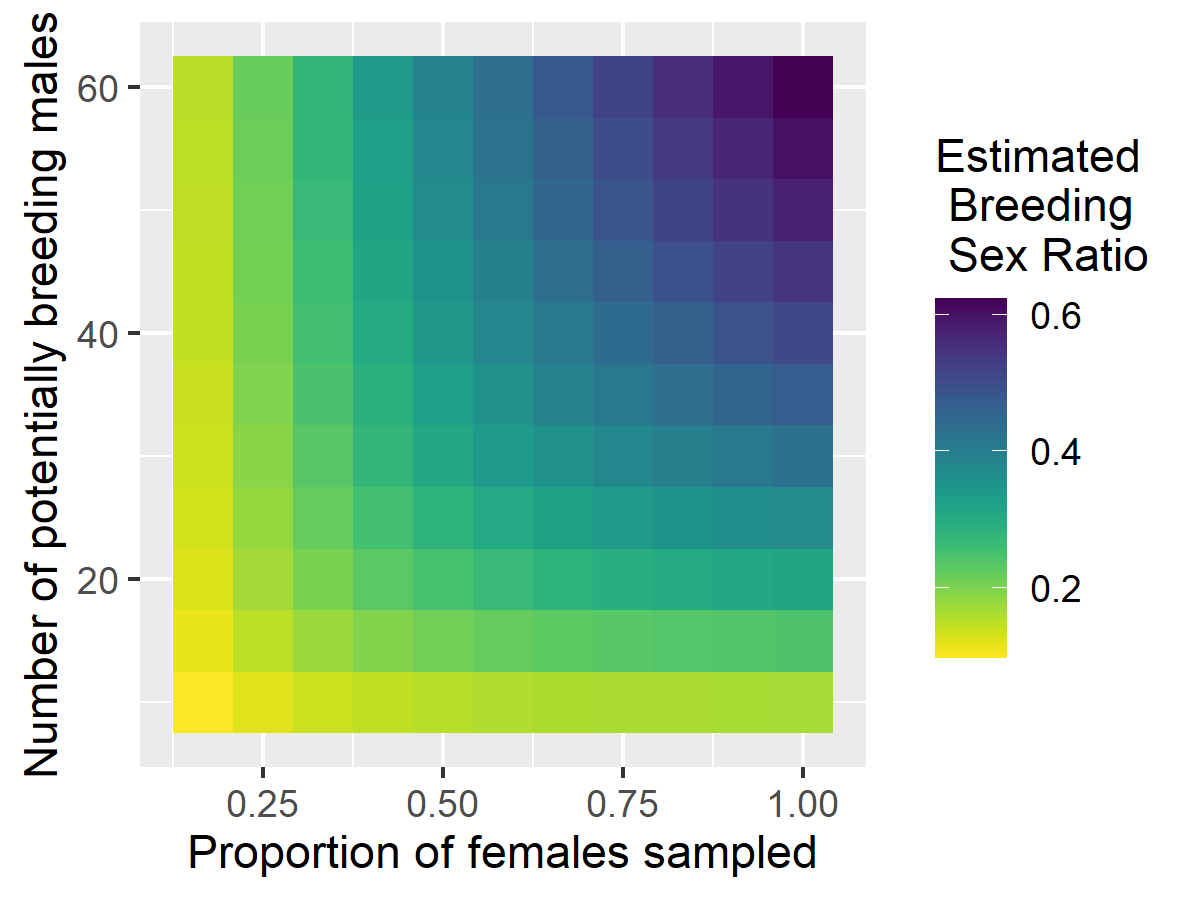 Number of potentially breeding males
60
40
20
0.25
0.50
0.75
1.00
Proportion of females sampled
Estimated
Breeding
Sex Ratio
0.6
0.4
0.2